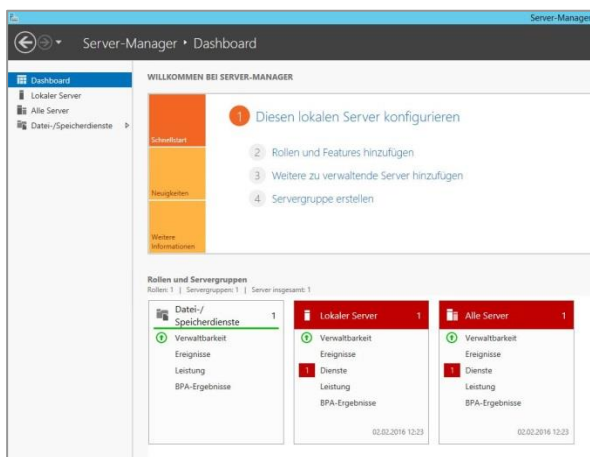 Server-Manager
Server-Manager ‣ Dashboard
Dashboard
Lokaler Server
Alle Server
Datei-/Speicherdienste
WILLKOMMEN BEI SERVER-MANAGER
Schnellstart
Neuigkeiten
Weitere
Informationen
1 Diesen lokalen Server konfigurieren
2 Rollen und Features hinzufügen
3 Weitere zu verwaltende Server hinzufügen
4 Servergruppe erstellen
Rollen und Servergruppen
Rollen: 1 | Servergruppen: 1 | Server insgesamt: 1
Datei-/
Speicherdienste 1
Verwaltbarkeit
Ereignisse
Leistung
BPA-Ergebnisse
Lokaler Server 1
Verwaltbarkeit
Ereignisse
1 Dienste
Leistung
BPA-Ergebnisse
02.02.2016 12:23
Alle Server 1
Verwaltbarkeit
Ereignisse
1 Dienste
Leistung
BPA-Ergebnisse
02.02.2016 12:23